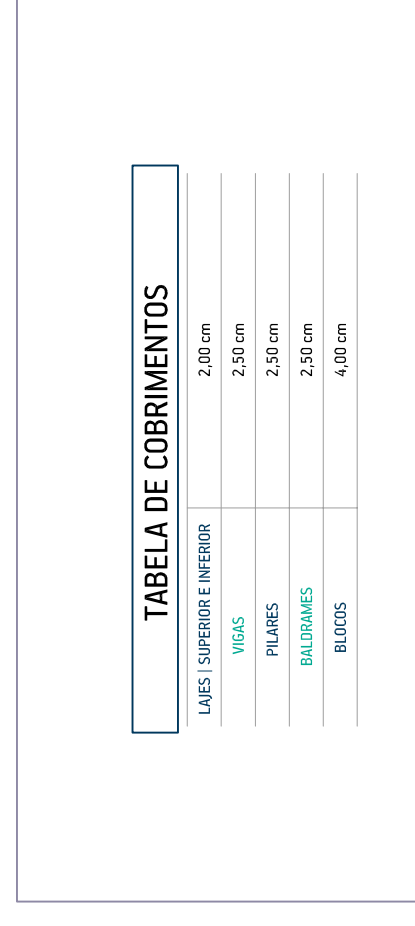 TABELA DE COBRIMENTOS
LAJES | SUPERIOR E INFERIOR 2,00 cm
VIGAS 2,50 cm
PILARES 2,50 cm
BALDRAMES 2,50 cm
BLOCOS 4,00 cm